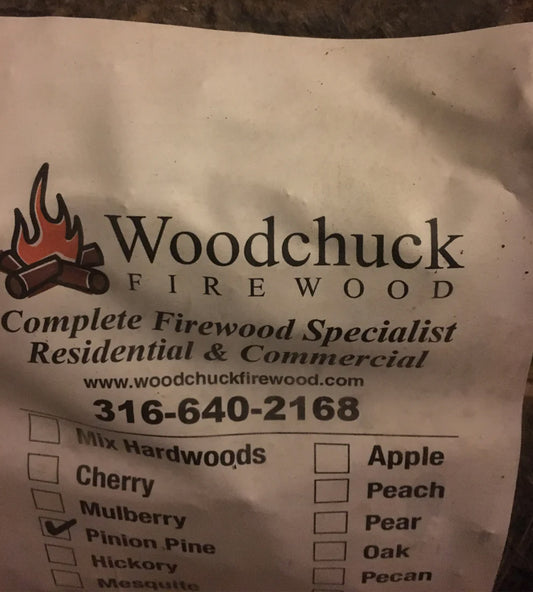 Woodchuck
FIREWOOD
Complete Firewood Specialist
Residential & Commercial
www.woodchuckfirewood.com
316-640-2168
Mix Hardwoods
Cherry
Mulberry
Pinion Pine
Hickory
Mesquite
Apple
Peach
Pear
Oak
Pecan